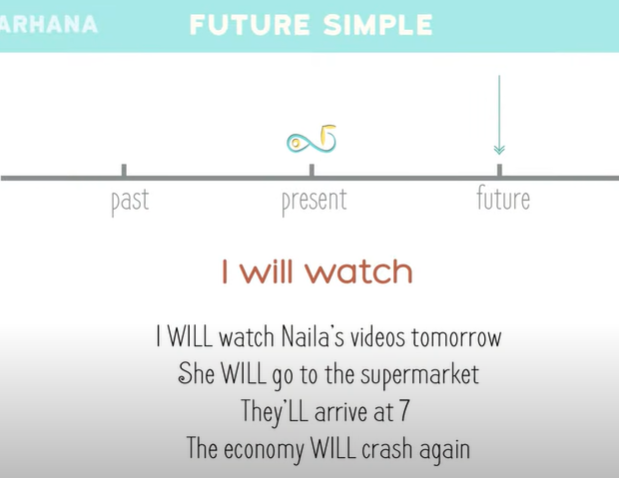 ARHANA
FUTURE SIMPLE
past
present
future
I will watch
I WILL watch Naila's videos tomorrow
She WILL go to the supermarket
They'LL arrive at 7
The economy WILL crash again